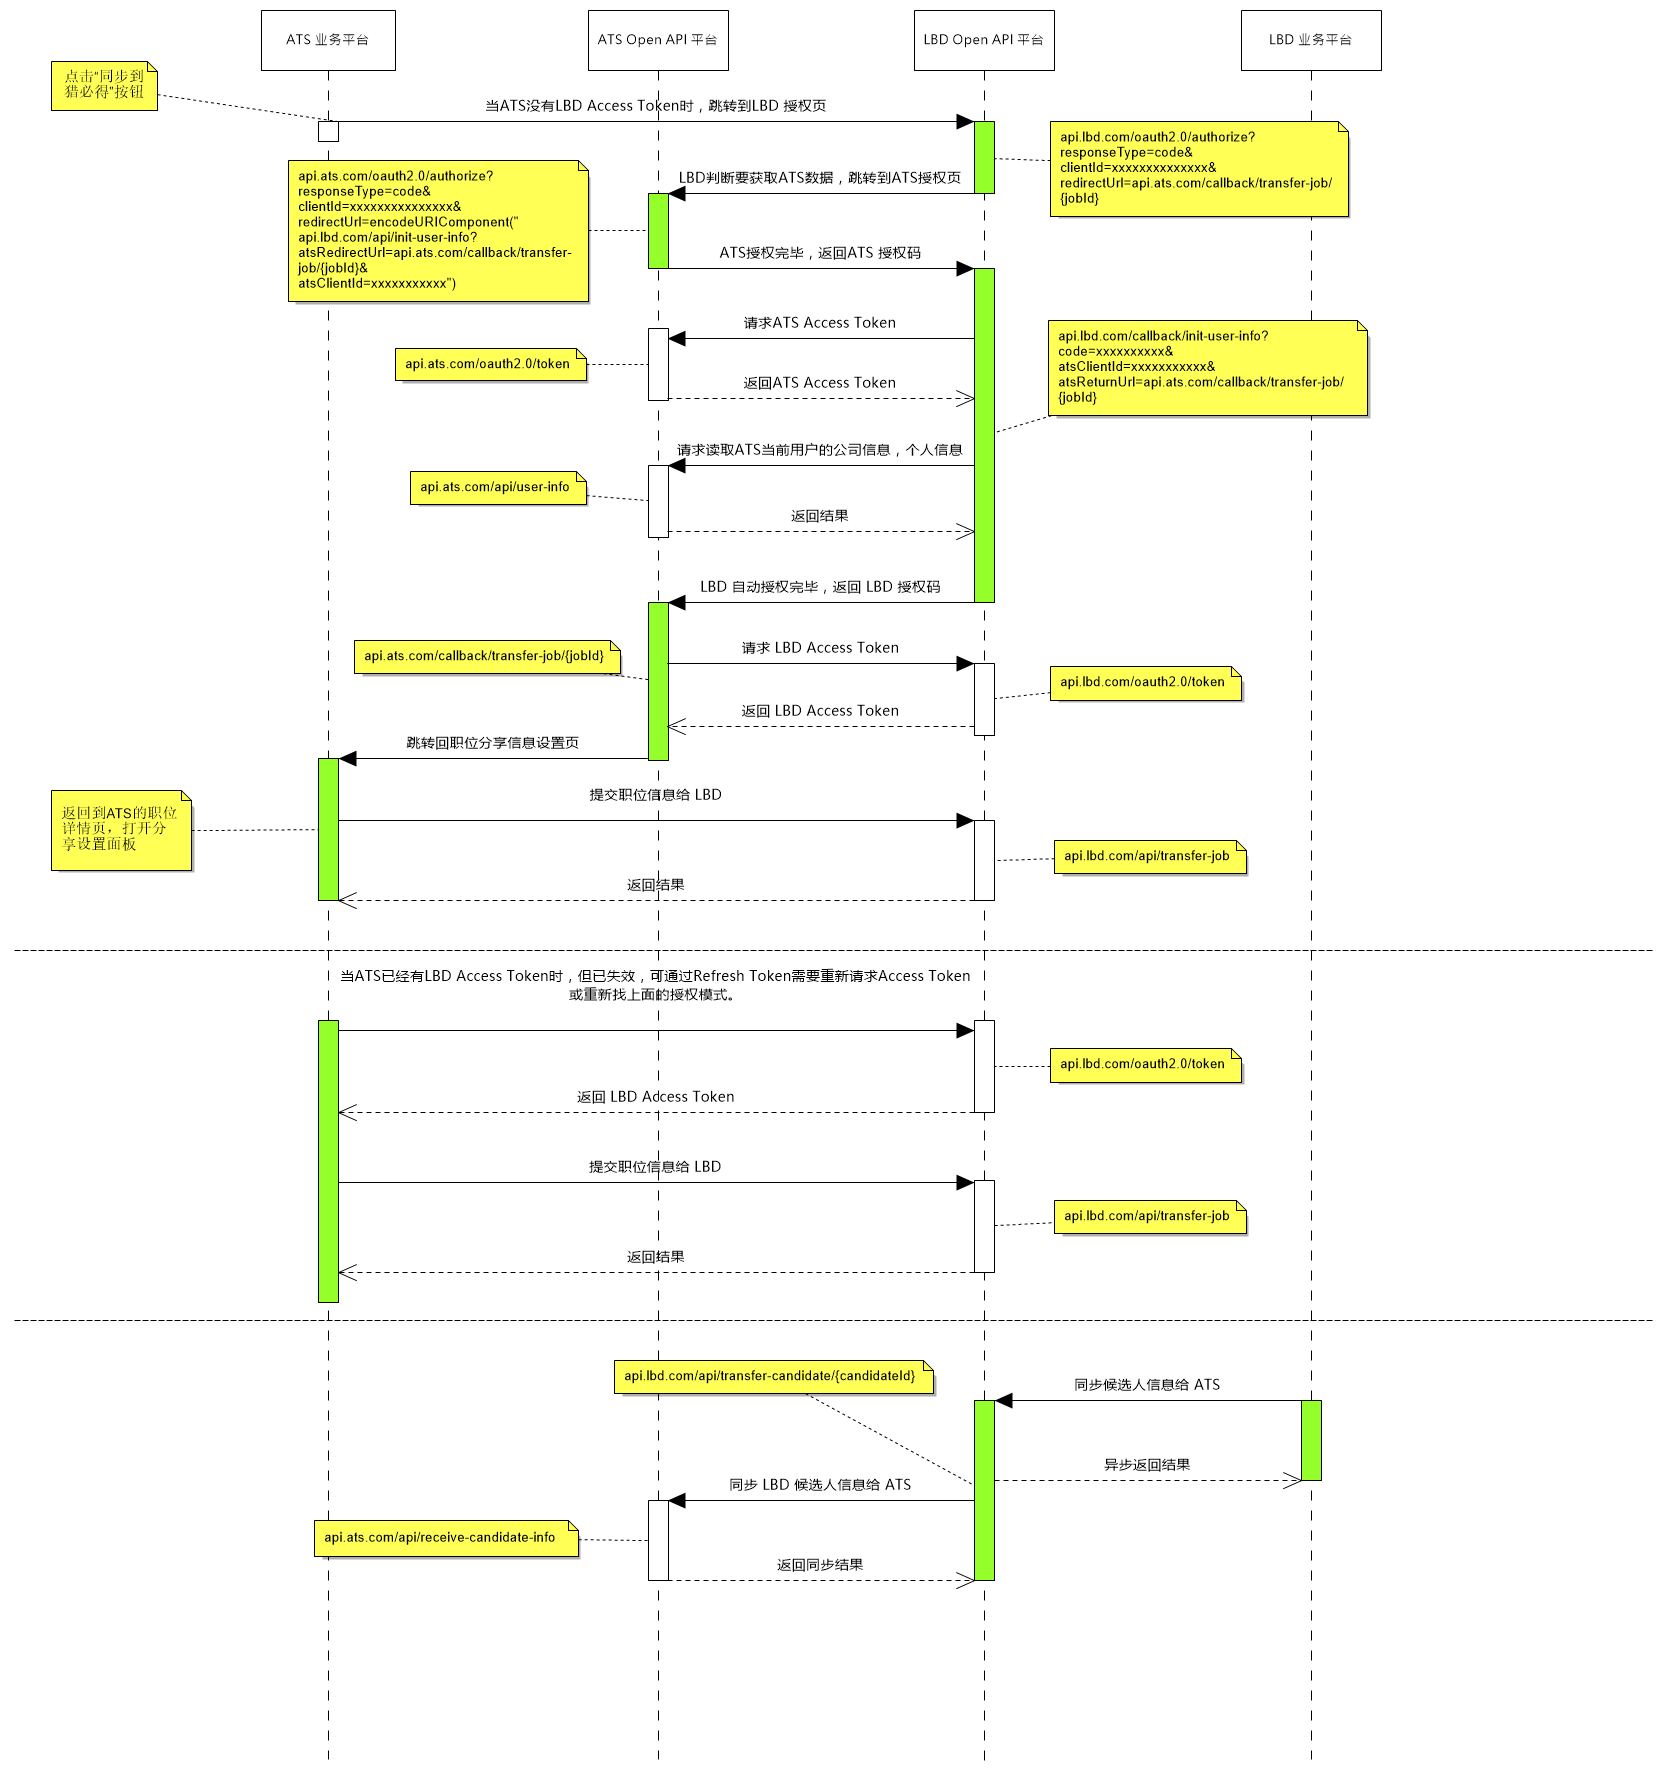 ATS 业务平台
ATS Open API 平台
LBD Open API 平台
LBD 业务平台
点击“同步到
猎必得”按钮
当ATS没有LBD Access Token时，跳转到LBD 授权页
api.lbd.com/oauth2.0/authorize?
responseType=code&
clientId=xxxxxxxxxxxxxx&
redirectUrl=api.ats.com/callback/transfer-job/
{jobId}
LBD判断要获取ATS数据，跳转到ATS授权页
api.ats.com/oauth2.0/authorize?
responseType=code&
clientId=xxxxxxxxxxxxxxx&
redirectUrl=encodeURIComponent("
api.lbd.com/api/init-user-info?
atsRedirectUrl=api.ats.com/callback/transfer-
job/{jobId}&
atsClientId=xxxxxxxxxxx")
ATS授权完毕，返回ATS 授权码
请求ATS Access Token
api.ats.com/oauth2.0/token
返回ATS Access Token
api.lbd.com/callback/init-user-info?
code=xxxxxxxxxx&
atsClientId=xxxxxxxxxxx&
atsReturnUrl=api.ats.com/callback/transfer-job/
{jobId}
请求读取ATS当前用户的公司信息，个人信息
api.ats.com/api/user-info
返回结果
LBD 自动授权完毕，返回 LBD 授权码
api.ats.com/callback/transfer-job/{jobId}
请求 LBD Access Token
api.lbd.com/oauth2.0/token
返回 LBD Access Token
跳转回职位分享信息设置页
提交职位信息给 LBD
返回到ATS的职位
详情页，打开分
享设置面板
api.lbd.com/api/transfer-job
返回结果
当ATS已经有LBD Access Token时，但已失效，可通过Refresh Token需要重新请求Access Token
或重新找上面的授权模式。
api.lbd.com/oauth2.0/token
返回 LBD Access Token
提交职位信息给 LBD
api.lbd.com/api/transfer-job
返回结果
api.lbd.com/api/transfer-candidate/{candidateId}
同步候选人信息给 ATS
异步返回结果
同步 LBD 候选人信息给 ATS
api.ats.com/api/receive-candidate-info
返回同步结果